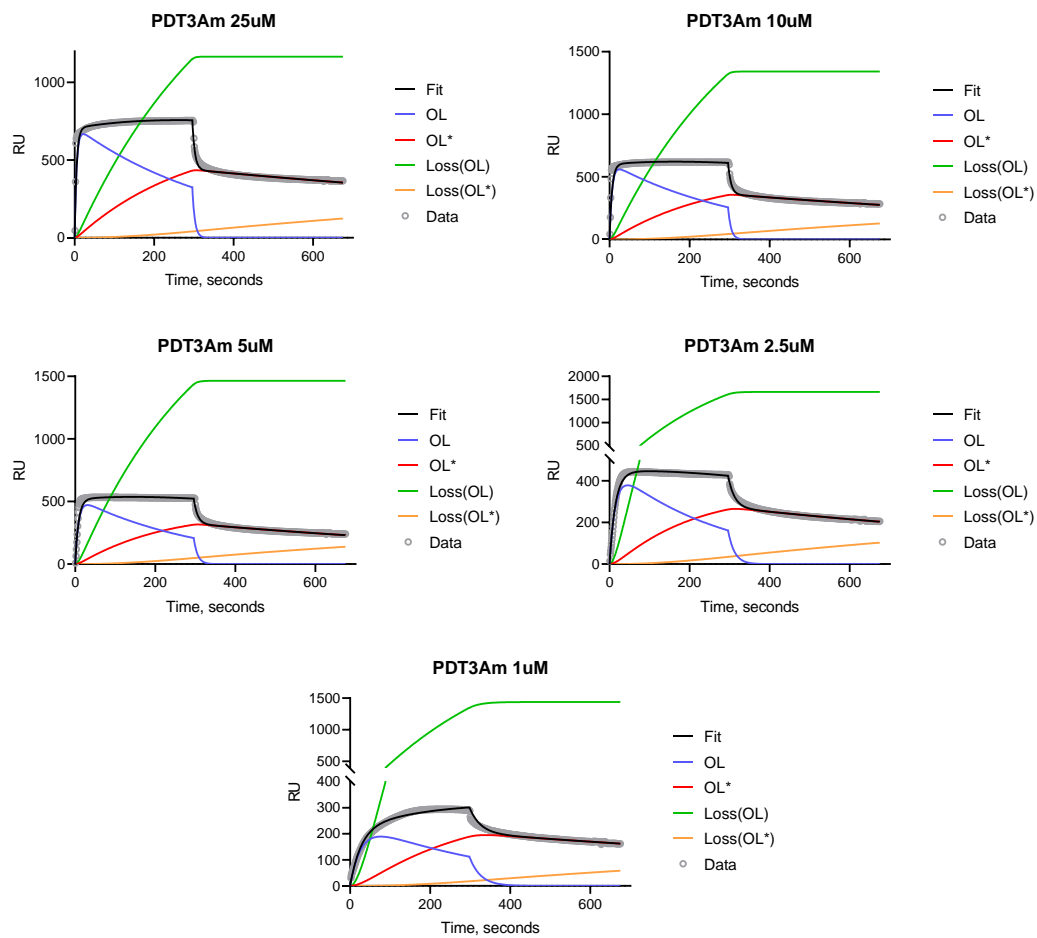 PDT3Am 25uM
1000
500
0
RU
0 200 400 600
Time, seconds
Fit
OL
OL*
Loss(OL)
Loss(OL*)
Data
PDT3Am 10uM
1500
1000
500
0
RU
0 200 400 600
Time, seconds
Fit
OL
OL*
Loss(OL)
Loss(OL*)
Data
PDT3Am 5uM
1500
1000
500
0
RU
0 200 400 600
Time, seconds
Fit
OL
OL*
Loss(OL)
Loss(OL*)
Data
PDT3Am 2.5uM
2000
1500
1000
500
400
200
0
RU
0 200 400 600
Time, seconds
Fit
OL
OL*
Loss(OL)
Loss(OL*)
Data
PDT3Am 1uM
1500
1000
500
400
300
200
100
0
RU
0 200 400 600
Time, seconds
Fit
OL
OL*
Loss(OL)
Loss(OL*)
Data